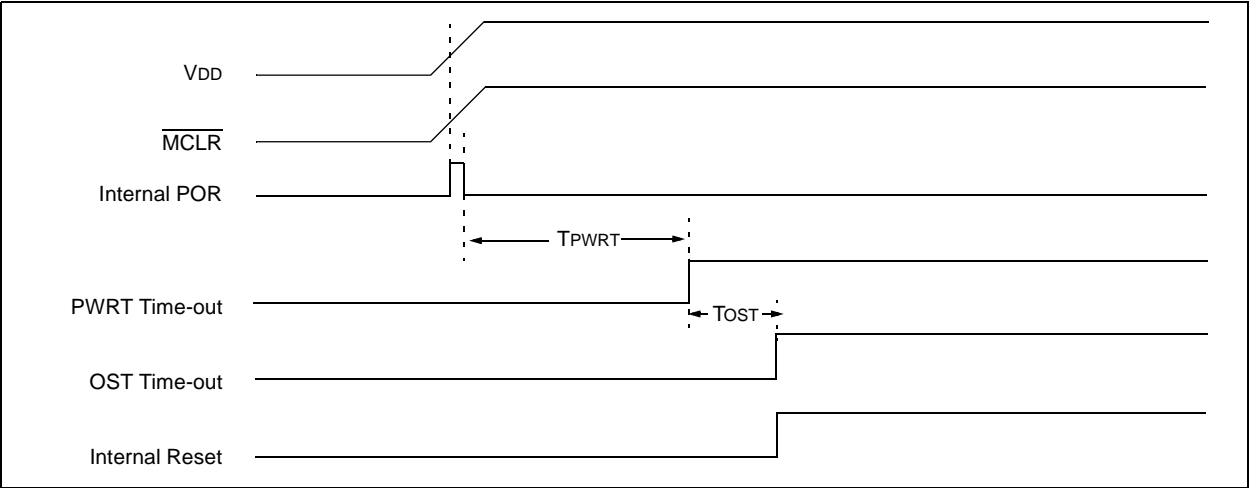 VDD
MCLR
Internal POR
TPWRT
PWRT Time-out
TOST
OST Time-out
Internal Reset